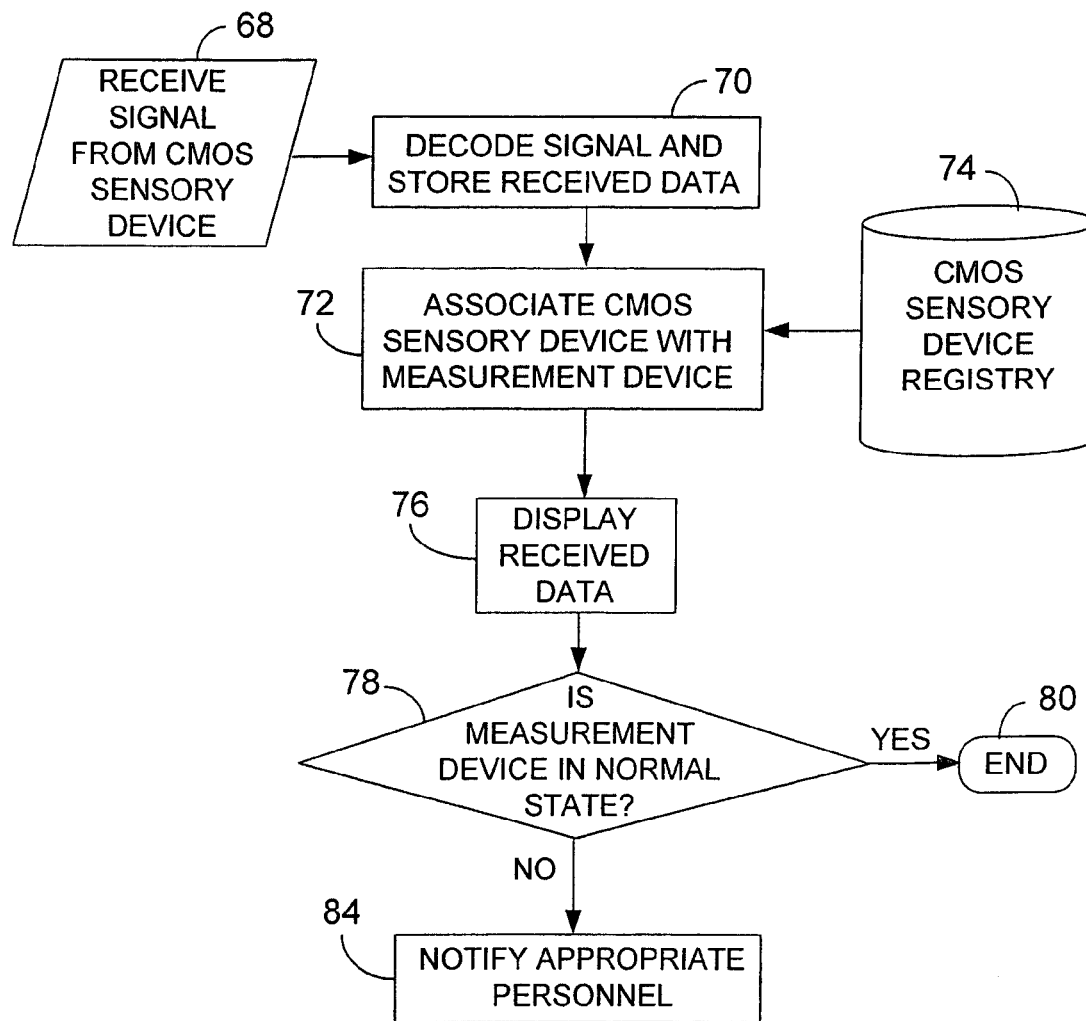 68
RECEIVE
SIGNAL
FROM CMOS
SENSORY
DEVICE
70
DECODE SIGNAL AND
STORE RECEIVED DATA
74
CMOS
SENSORY
DEVICE
REGISTRY
72
ASSOCIATE CMOS
SENSORY DEVICE WITH
MEASUREMENT DEVICE
76
DISPLAY
RECEIVED
DATA
78
IS
MEASUREMENT
DEVICE IN NORMAL
STATE?
YES
80
END
NO
84
NOTIFY APPROPRIATE
PERSONNEL